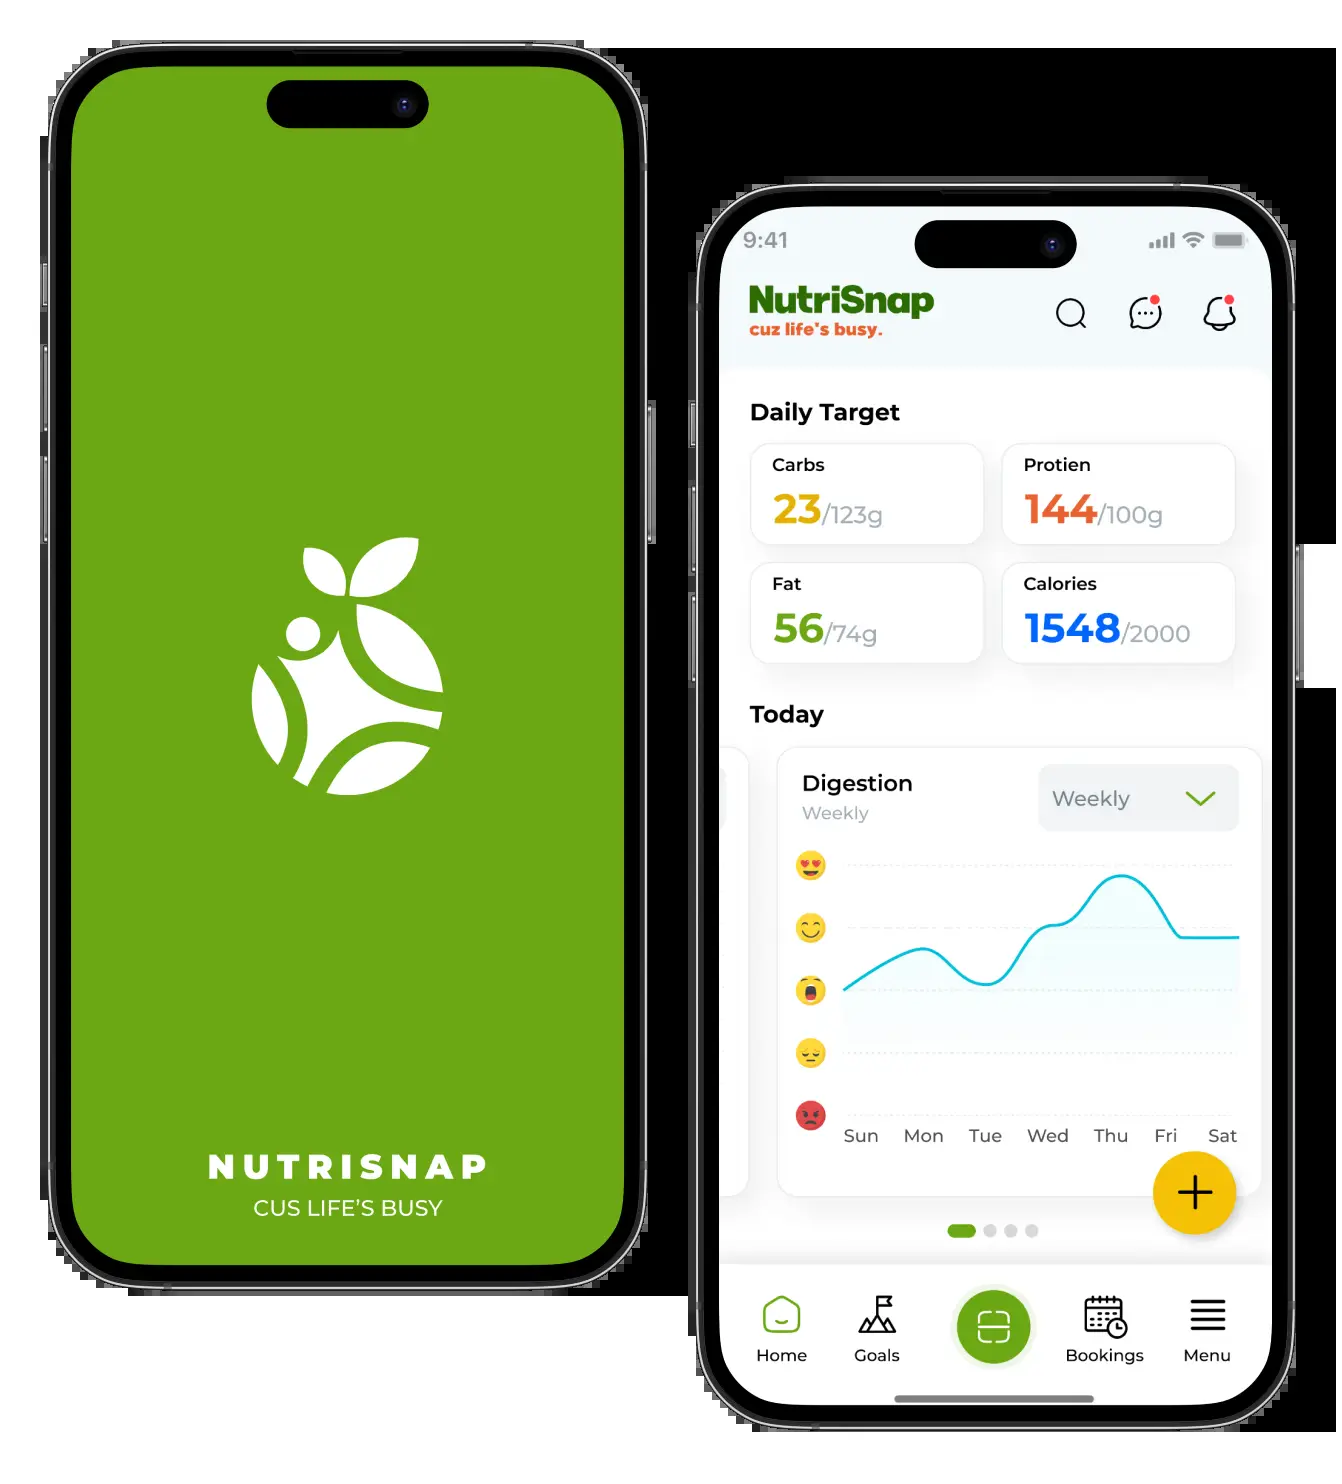 NUTRISNAP
CUS LIFE'S BUSY
9:41
NutriSnap
cuz life's busy.
Daily Target
Carbs
23/123g
Protien
144/100g
Fat
56/74g
Calories
1548/2000
Today
Digestion
Weekly
Weekly
Sun Mon Tue Wed Thu Fri Sat
Home Goals Bookings Menu